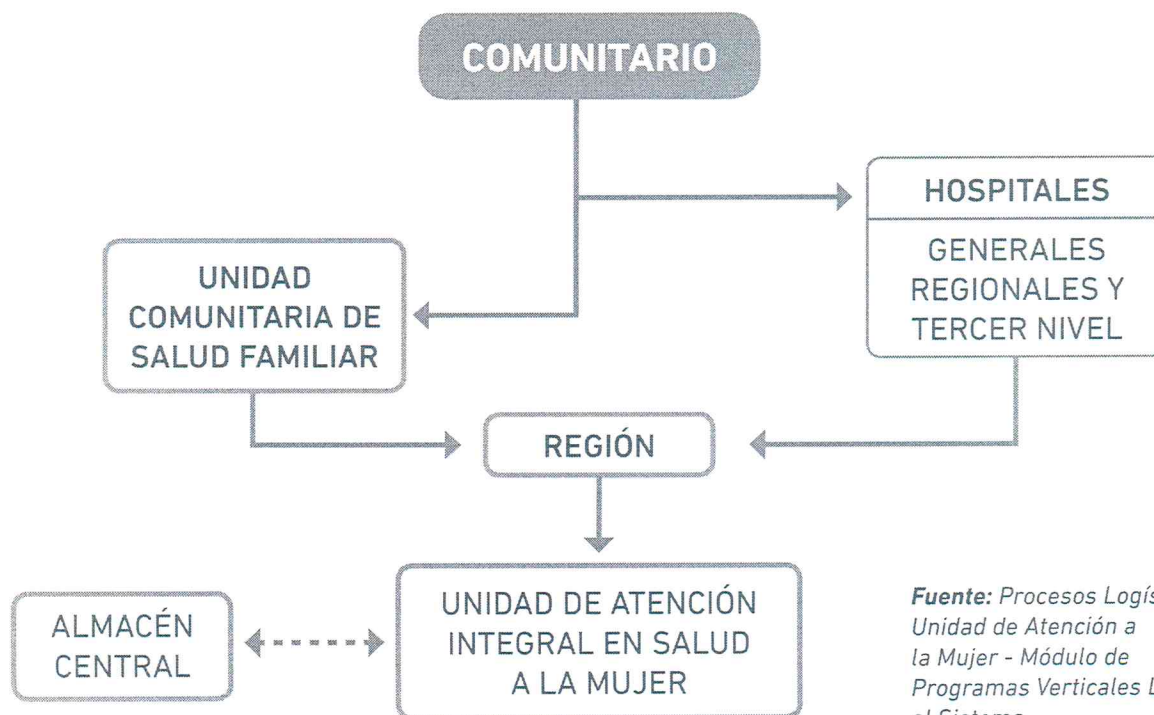 COMUNITARIO
HOSPITALES
GENERALES
REGIONALES Y
TERCER NIVEL
UNIDAD
COMUNITARIA DE
SALUD FAMILIAR
REGIÓN
UNIDAD DE ATENCIÓN
INTEGRAL EN SALUD
A LA MUJER
ALMACÉN
CENTRAL
Fuente: Procesos
Unidad de Atención a
la Mujer - Módulo de
Programas Verticales